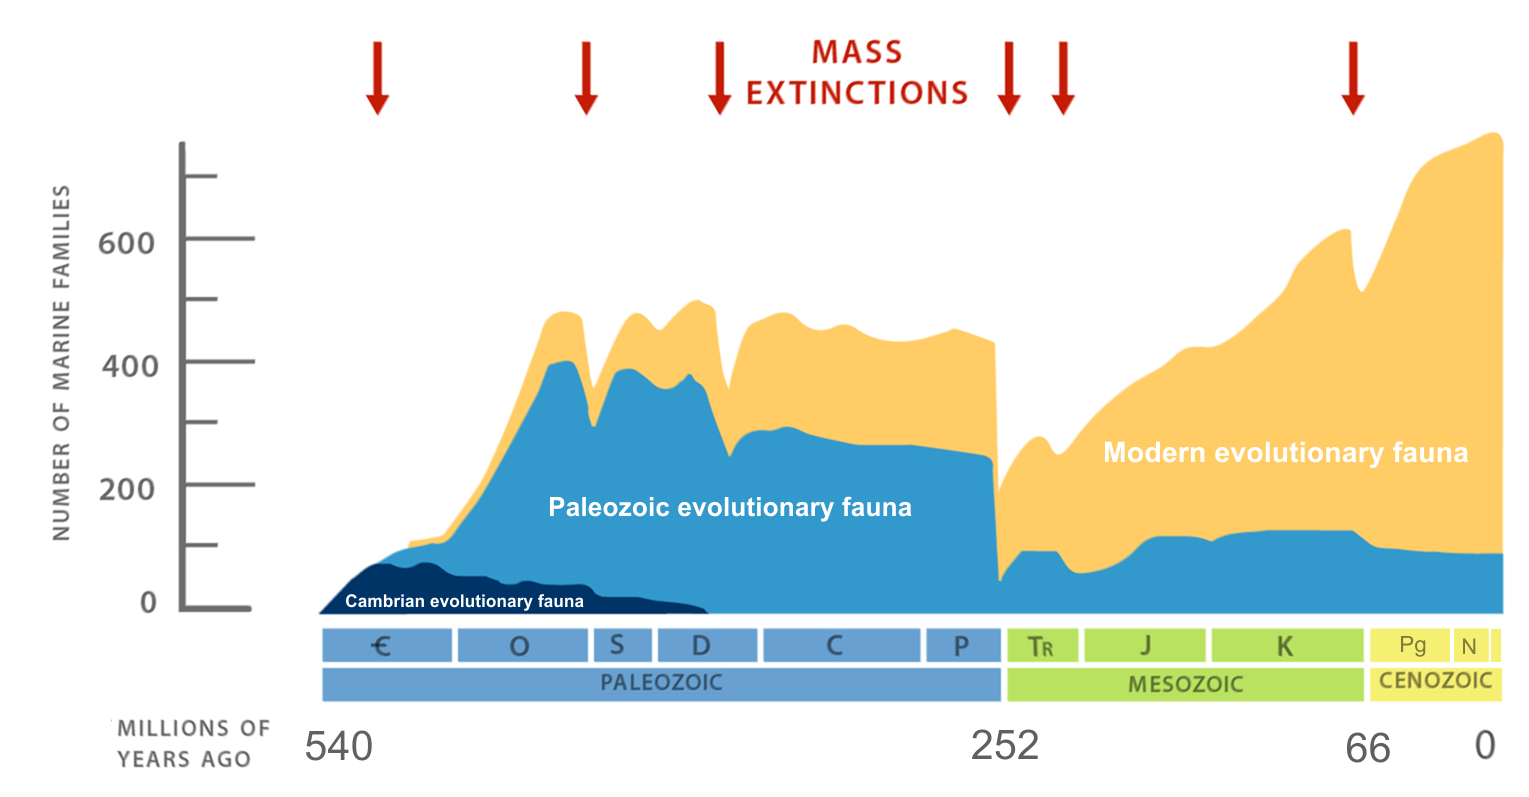 MASS
EXTINCTIONS
NUMBER OF MARINE FAMILIES
600
400
200
0
Modern evolutionary fauna
Paleozoic evolutionary fauna
Cambrian evolutionary fauna
€ O S D C P TR J K Pg N
PALEOZOIC MESOZOIC CENOZOIC
MILLIONS OF
YEARS AGO
540 252 66 0